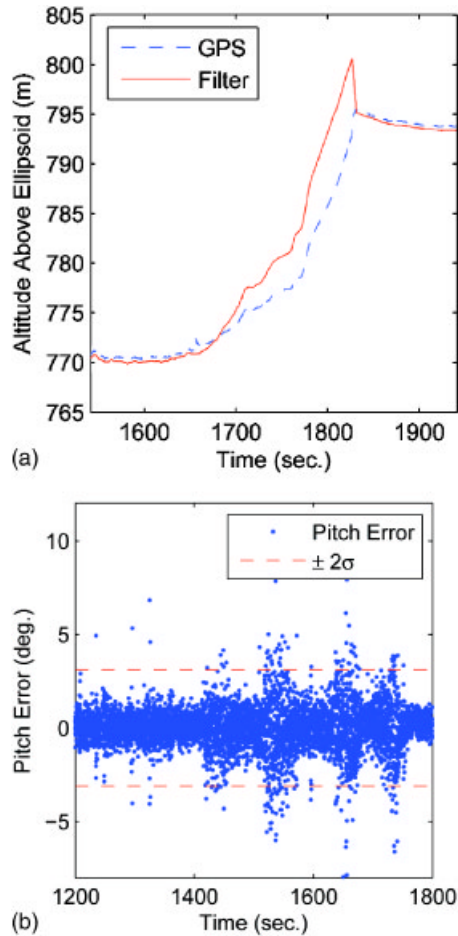 805
800
795
790
785
780
775
770
765
Altitude Above Ellipsoid (m)
GPS
Filter
1600 1700 1800 1900
Time (sec.)
(a)
10
5
0
−5
Pitch Error (deg.)
Pitch Error
± 2σ
1200 1400 1600 1800
Time (sec.)
(b)